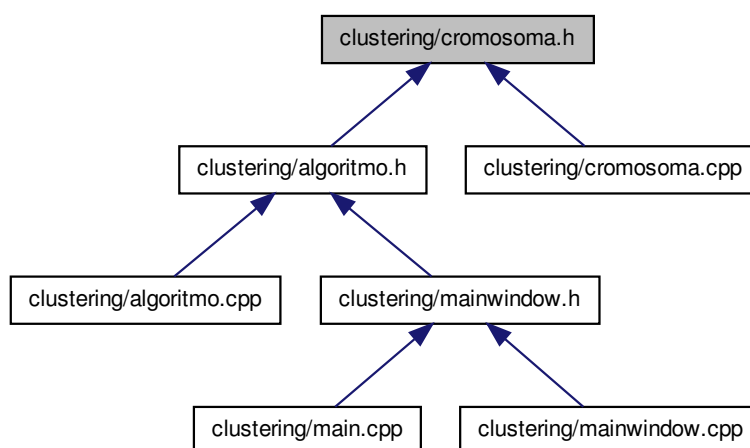 clustering/cromosoma.h
clustering/algoritmo.h
clustering/cromosoma.cpp
clustering/algoritmo.cpp
clustering/mainwindow.h
clustering/main.cpp
clustering/mainwindow.cpp